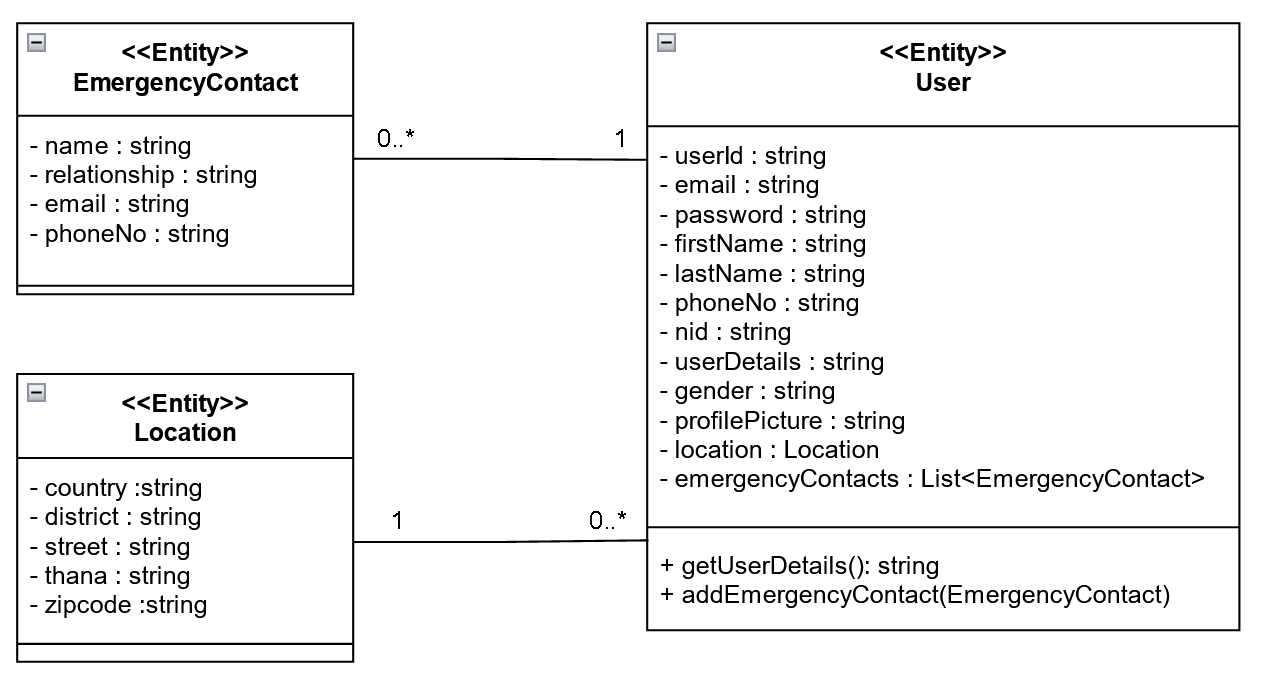 <<Entity>>
EmergencyContact
- name : string
- relationship : string
- email : string
- phoneNo : string
0..*
1
<<Entity>>
User
- userId : string
- email : string
- password : string
- firstName : string
- lastName : string
- phoneNo : string
- nid : string
- userDetails : string
- gender : string
- profilePicture : string
- location : Location
- emergencyContacts : List<EmergencyContact>
+ getUserDetails(): string
+ addEmergencyContact(EmergencyContact)
<<Entity>>
Location
- country :string
- district : string
- street : string
- thana : string
- zipcode :string
1
0..*